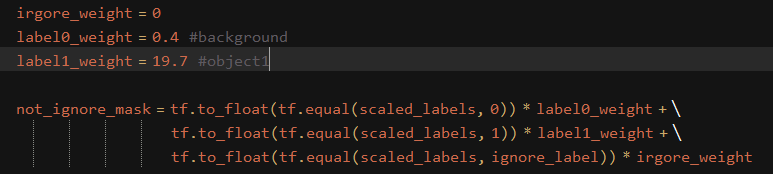 irgore_weight = 0
label0_weight = 0.4 #background
label1_weight = 19.7 #object1
not_ignore_mask = tf.to_float(tf.equal(scaled_labels, 0)) * label0_weight + \
tf.to_float(tf.equal(scaled_labels, 1)) * label1_weight + \
tf.to_float(tf.equal(scaled_labels, ignore_label)) * irgore_weight